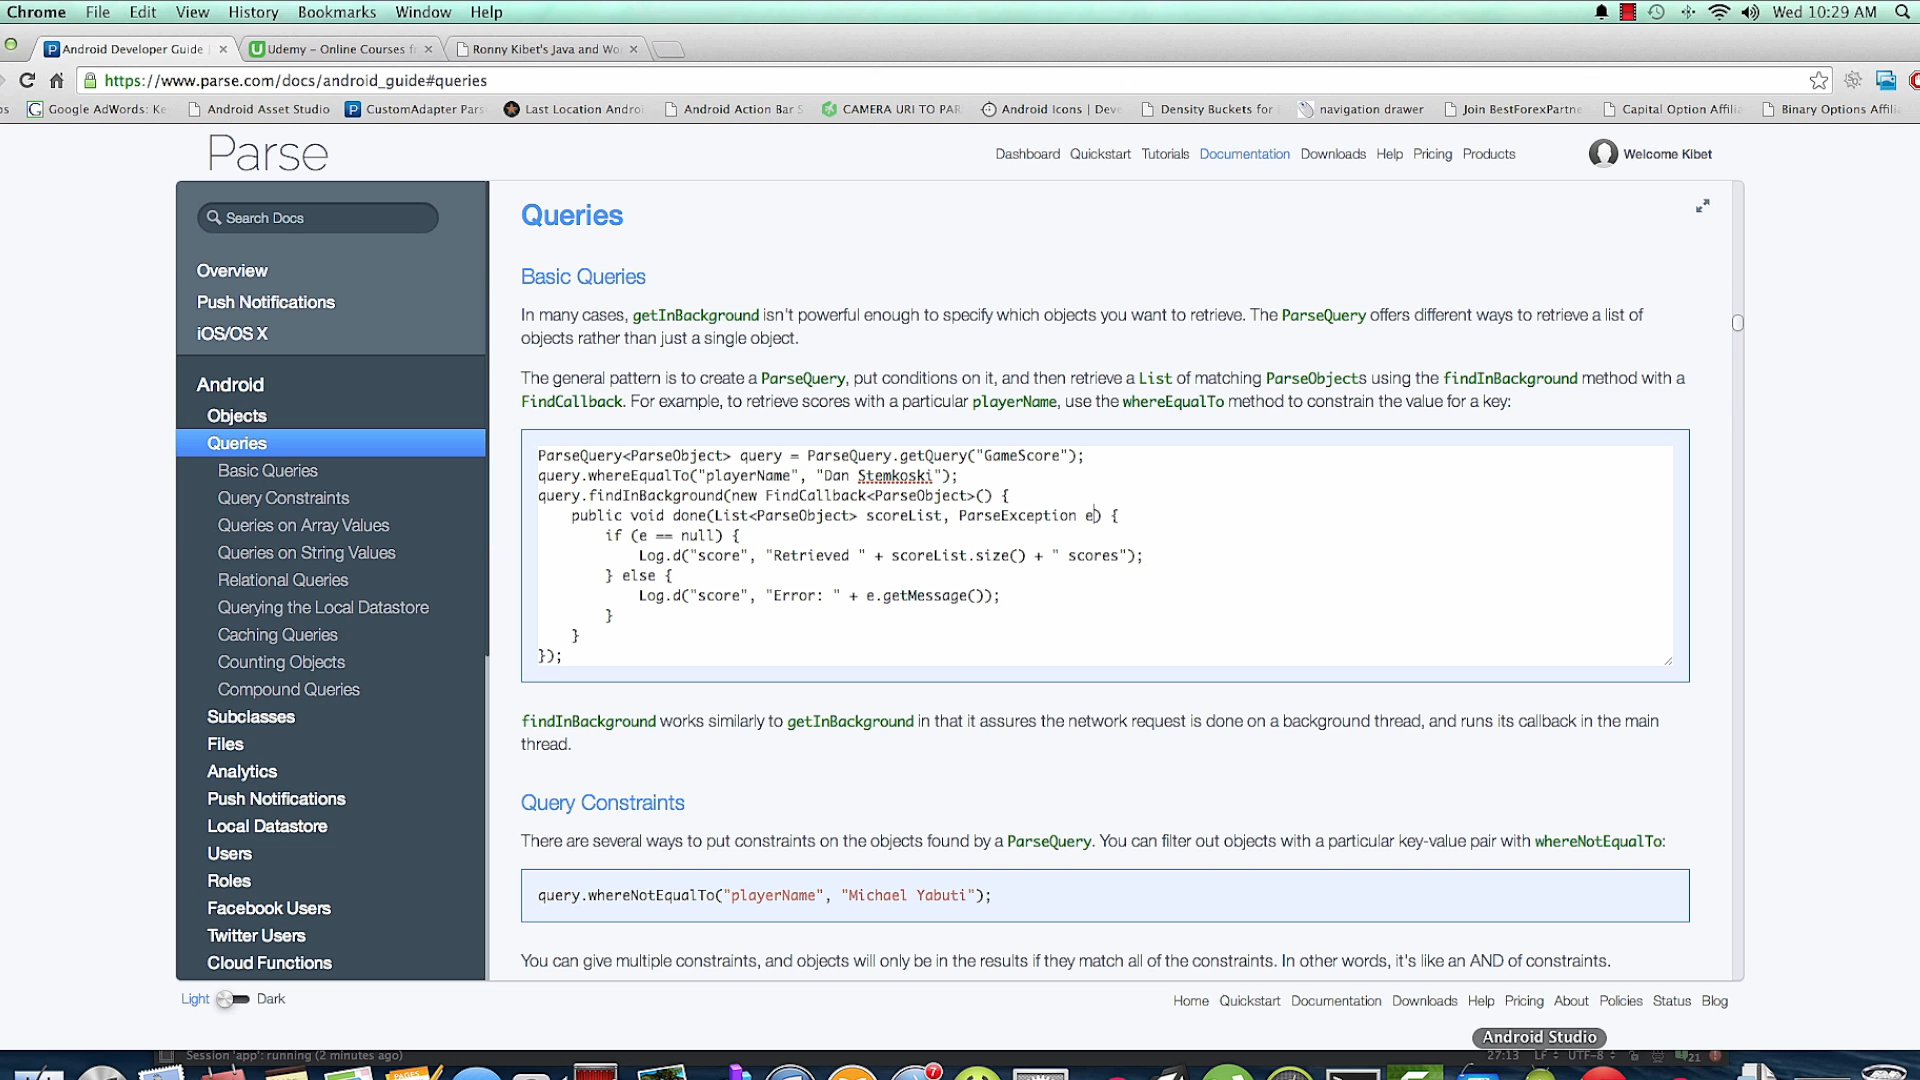 Chrome File Edit View History Bookmarks Window Help Wed 10:29 AM
Android Developer Guide Udemy – Online Courses Ronny Kibet's Java and Wo
https://www.parse.com/docs/android_guide#queries
Google AdWords: Ke Android Asset Studio CustomAdapter Pars Last Location Andro Android Action Bar S CAMERA URI TO PAR Android Icons | Deve Density Buckets for navigation drawer Join BestForexPartne Capital Option Affili Binary Options Affili
Parse Dashboard Quickstart Tutorials Documentation Downloads Help Pricing Products Welcome Kibet
Search Docs
Overview
Push Notifications
iOS/OS X
Android
Objects
Queries
Basic Queries
Query Constraints
Queries on Array Values
Queries on String Values
Relational Queries
Querying the Local Datastore
Caching Queries
Counting Objects
Compound Queries
Subclasses
Files
Analytics
Push Notifications
Local Datastore
Users
Roles
Facebook Users
Twitter Users
Cloud Functions
Light Dark
Queries
Basic Queries
In many cases, getInBackground isn't powerful enough to specify which objects you want to retrieve. The ParseQuery offers different ways to retrieve a list of
objects rather than just a single object.
The general pattern is to create a ParseQuery, put conditions on it, and then retrieve a List of matching ParseObjects using the findInBackground method with a
FindCallback. For example, to retrieve scores with a particular playerName, use the whereEqualTo method to constrain the value for a key:
ParseQuery<ParseObject> query = ParseQuery.getQuery("GameScore");
query.whereEqualTo("playerName", "Dan Stemkoski");
query.findInBackground(new FindCallback<ParseObject>() {
public void done(List<ParseObject> scoreList, ParseException e) {
if (e == null) {
Log.d("score", "Retrieved " + scoreList.size() + " scores");
} else {
Log.d("score", "Error: " + e.getMessage());
}
}
});
findInBackground works similarly to getInBackground in that it assures the network request is done on a background thread, and runs its callback in the main
thread.
Query Constraints
There are several ways to put constraints on the objects found by a ParseQuery. You can filter out objects with a particular key-value pair with whereNotEqualTo:
query.whereNotEqualTo("playerName", "Michael Yabuti");
You can give multiple constraints, and objects will only be in the results if they match all of the constraints. In other words, it's like an AND of constraints.
Home Quickstart Documentation Downloads Help Pricing About Policies Status Blog
Android Studio
Session 'app': running (2 minutes ago) 27:13 LF UTF-8 21
PAGES 7